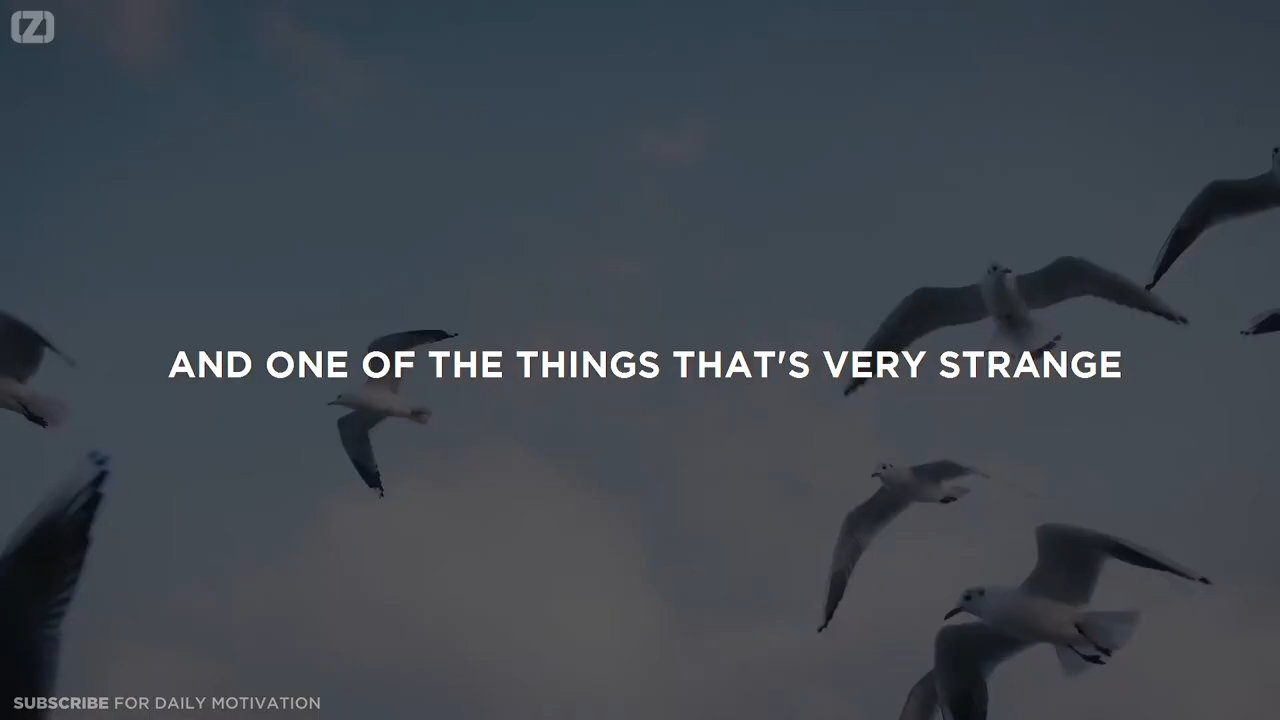 [Z]
AND ONE OF THE THINGS THAT'S VERY STRANGE
SUBSCRIBE FOR DAILY MOTIVATION